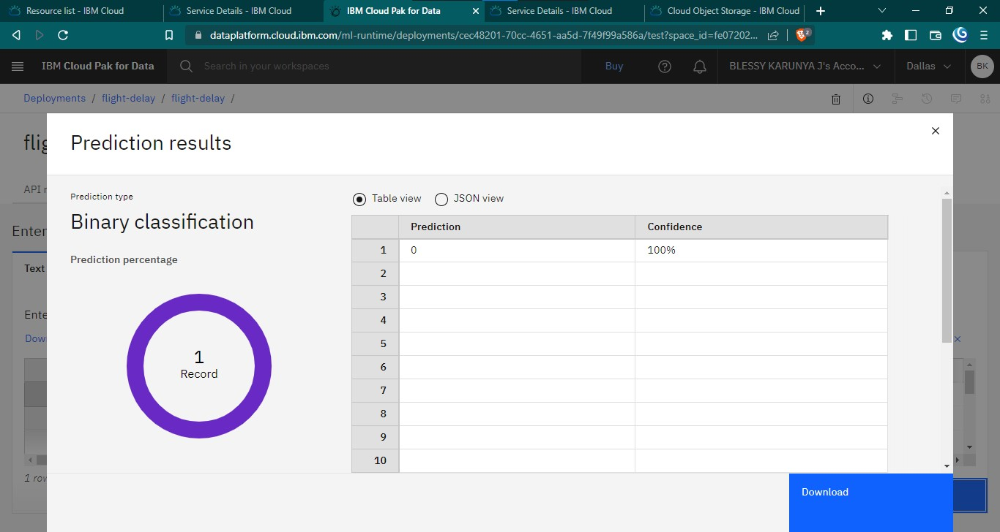 Resource list - IBM Cloud
Service Details - IBM Cloud
IBM Cloud Pak for Data
Service Details - IBM Cloud
Cloud Object Storage - IBM Cloud
dataplatform.cloud.ibm.com/ml-runtime/deployments/cec48201-70cc-4651-aa5d-7f49f99a586a/test?space_id=fe07202...
2
IBM Cloud Pak for Data
Search in your workspaces
Buy
BLESSY KARUNYA J's Acco...
Dallas
BK
Deployments / flight-delay / flight-delay /
flig
Prediction results
API r
Prediction type
Binary classification
Prediction percentage
1
Record
Table view
JSON view
Prediction Confidence
1 0 100%
2
3
4
5
6
7
8
9
10
Enter
Text
Ente
Dow
1 rov
Download